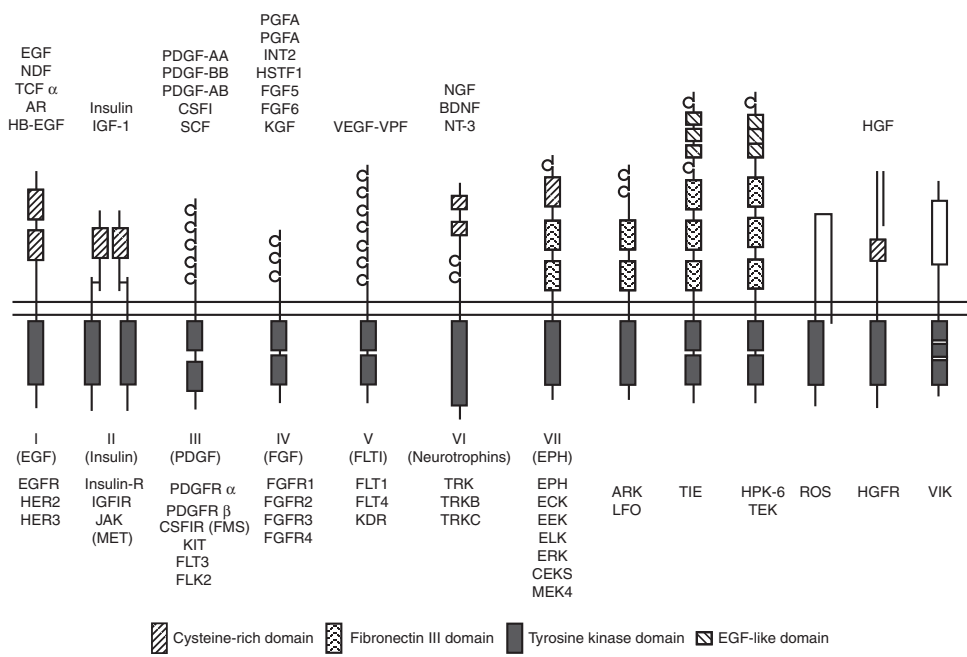 EGF
NDF
TCF α
AR
HB-EGF
Insulin
IGF-1
PDGF-AA
PDGF-BB
PDGF-AB
CSFI
SCF
PGFA
PGFA
INT2
HSTF1
FGF5
FGF6
KGF
VEGF-VPF
NGF
BDNF
NT-3
HGF
I
(EGF)
EGFR
HER2
HER3
II
(Insulin)
Insulin-R
IGFIR
JAK
(MET)
III
(PDGF)
PDGFR α
PDGFR β
CSFIR (FMS)
KIT
FLT3
FLK2
IV
(FGF)
FGFR1
FGFR2
FGFR3
FGFR4
V
(FLTI)
FLT1
FLT4
KDR
VI
(Neurotrophins)
TRK
TRKB
TRKC
VII
(EPH)
EPH
ECK
EEK
ELK
ERK
CEKS
MEK4
ARK
LFO
TIE
HPK-6
TEK
ROS
HGFR
VIK
Cysteine-rich domain
Fibronectin III domain
Tyrosine kinase domain
EGF-like domain